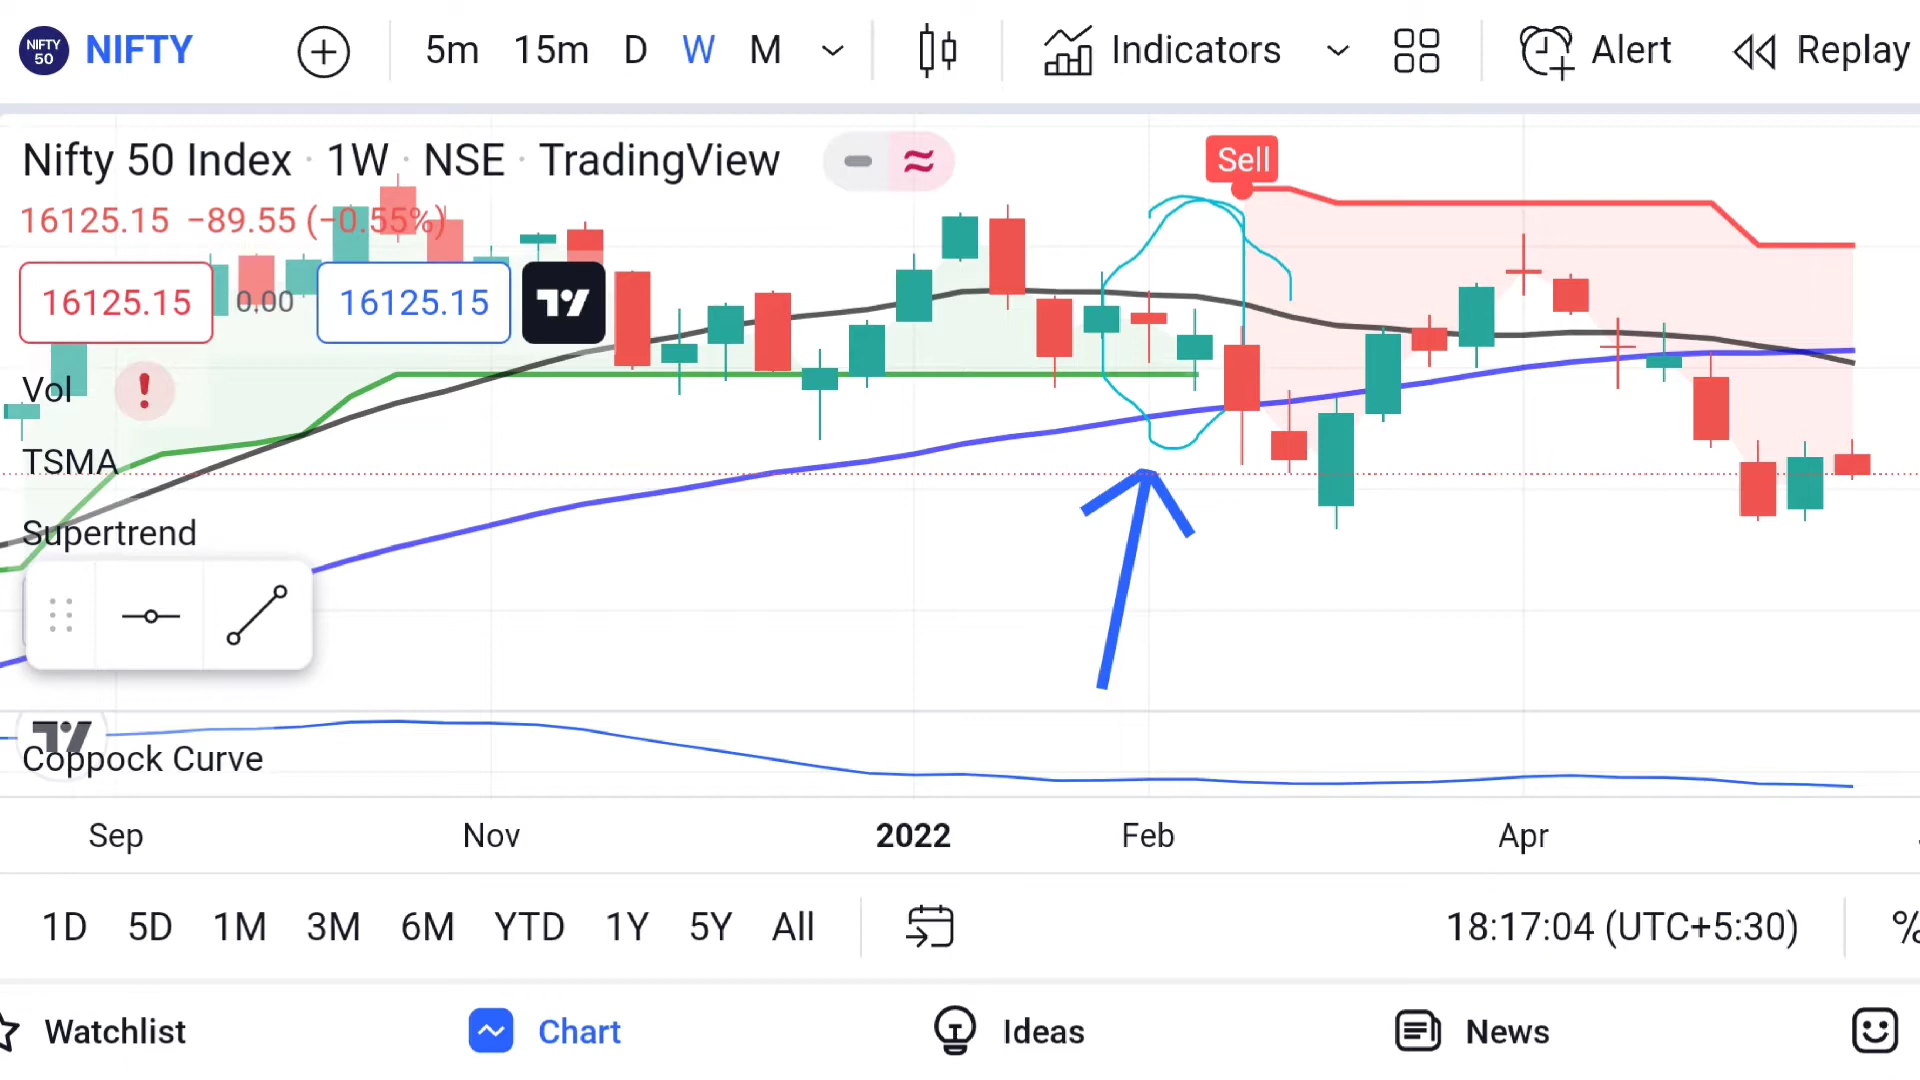 NIFTY 50 NIFTY 5m 15m D W M Indicators Alert Replay
Nifty 50 Index · 1W · NSE · TradingView
Sell
16125.15 −89.55 (−0.55%)
16125.15 0.00 16125.15
Vol
TSMA
Supertrend
Coppock Curve
Sep Nov 2022 Feb Apr
1D 5D 1M 3M 6M YTD 1Y 5Y All 18:17:04 (UTC+5:30) %
Watchlist Chart Ideas News